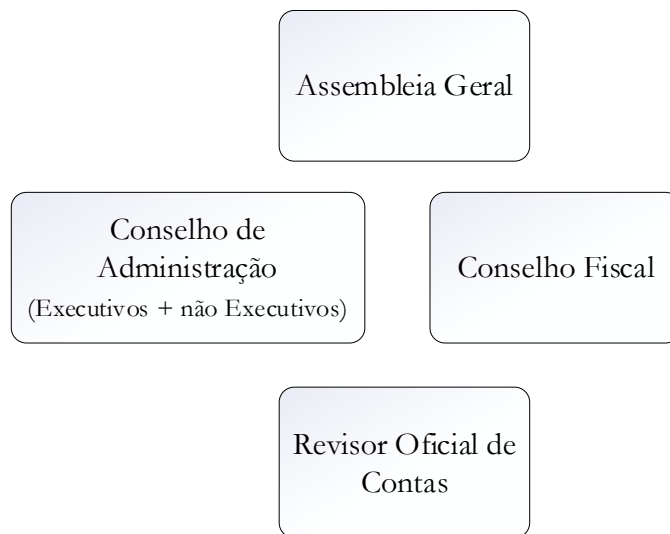 Assembleia Geral
Conselho de
Administração
(Executivos + não Executivos)
Conselho Fiscal
Revisor Oficial de
Contas